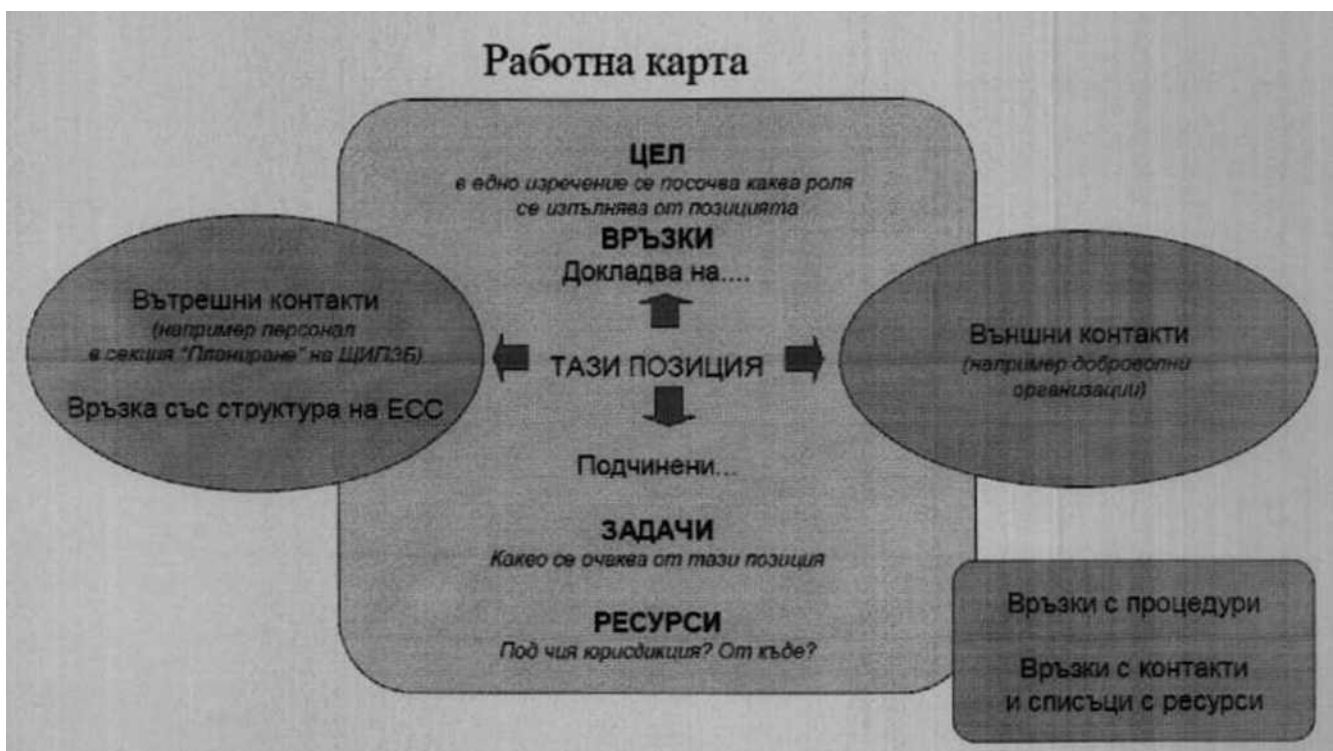 Работна карта
ЦЕЛ
в едно изречение се посочва каква роля
се изпълнява от позицията
ВРЪЗКИ
Докладва на....
Вътрешни контакти
(например персонал
в секция "Планиране" на ЩИПЗБ)
Връзка със структура на ЕСС
ТАЗИ ПОЗИЦИЯ
Външни контакти
(например доброволни
организации)
Подчинени...
ЗАДАЧИ
Какво се очаква от тази позиция
РЕСУРСИ
Под чия юрисдикция? От къде?
Връзки с процедури
Връзки с контакти
и списъци с ресурси